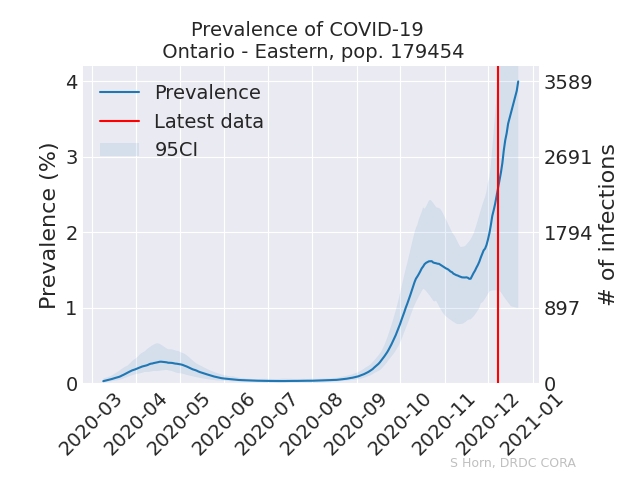 Prevalence of COVID-19
Ontario - Eastern, pop. 179454
Prevalence (%)
4
3
2
1
0
Prevalence
Latest data
95CI
3589
2691
1794
897
0
# of infections
2020-03
2020-04
2020-05
2020-06
2020-07
2020-08
2020-09
2020-10
2020-11
2020-12
2021-01
S Horn, DRDC CORA